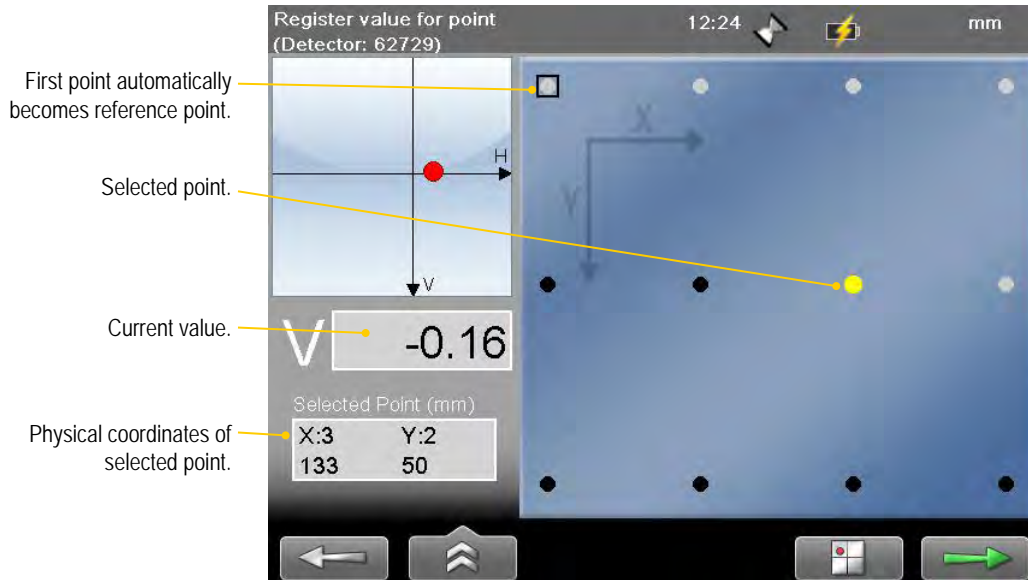 Register value for point
(Detector: 62729)
12:24
mm
First point automatically
becomes reference point.
H
X
Selected point.
Y
V
Current value.
V
-0.16
Selected Point (mm)
Physical coordinates of
selected point.
X:3 Y:2
133 50